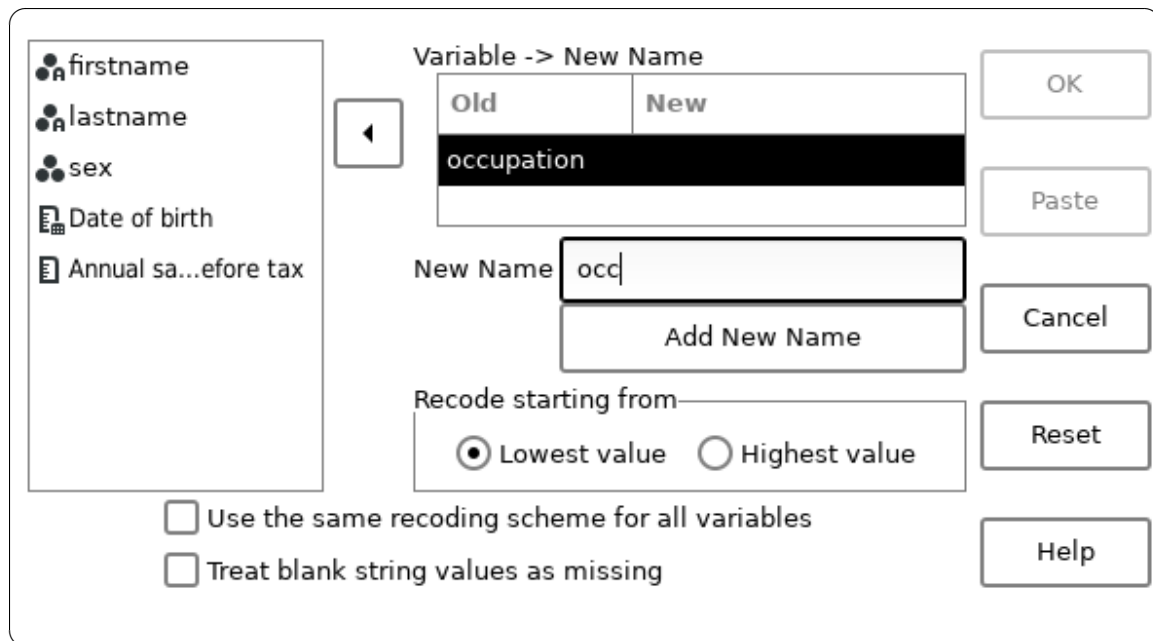 firstname
lastname
sex
Date of birth
Annual sa...efore tax
Variable -> New Name
Old New
occupation
New Name occ
Add New Name
Recode starting from
Lowest value Highest value
Use the same recoding scheme for all variables
Treat blank string values as missing
OK
Paste
Cancel
Reset
Help